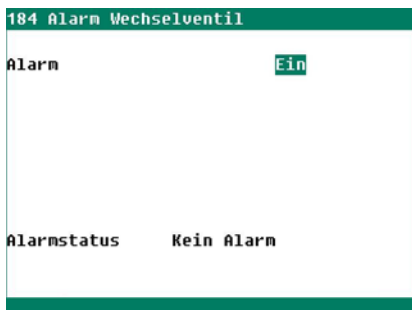 184 Alarm Wechselventil
Alarm Ein
Alarmstatus Kein Alarm